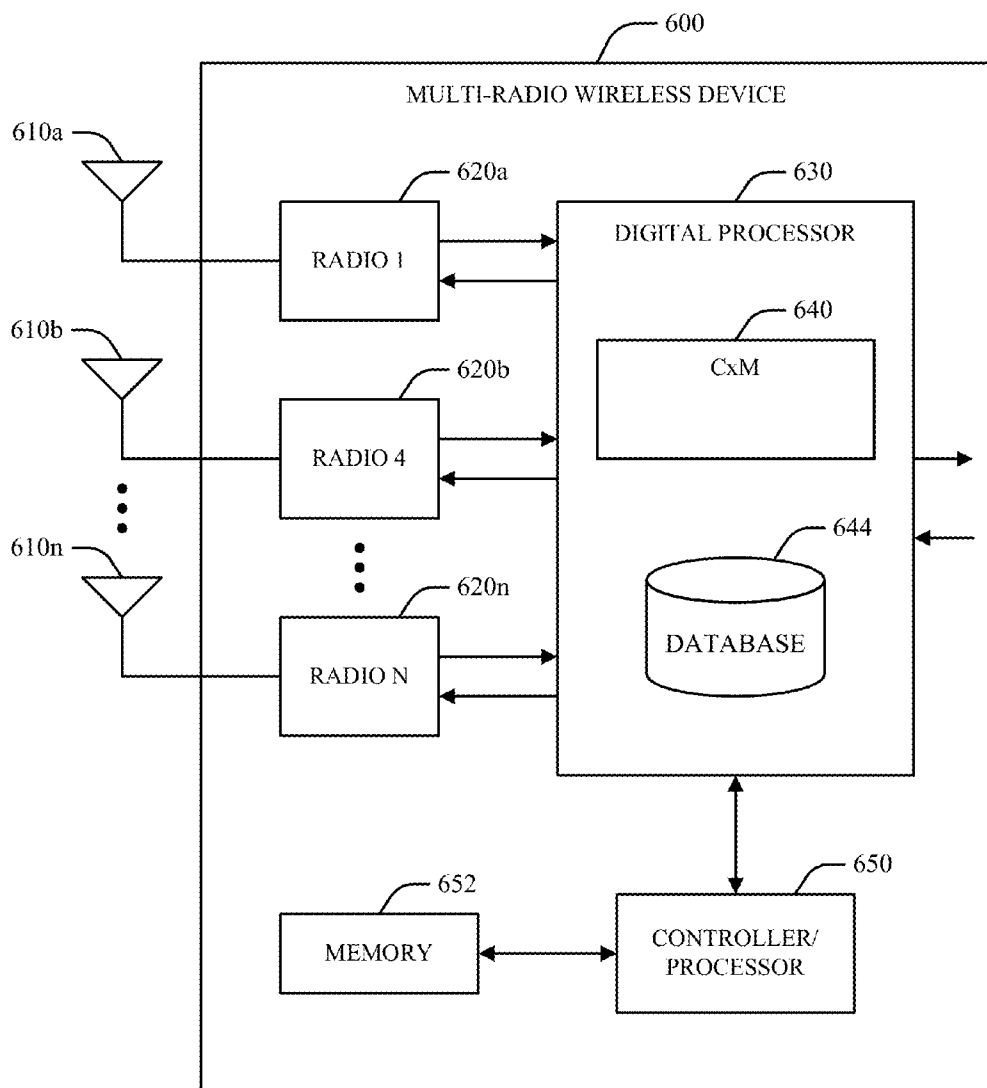 600
MULTI-RADIO WIRELESS DEVICE
610a
620a
630
RADIO 1
DIGITAL PROCESSOR
640
CxM
610b
620b
RADIO 4
610n
620n
644
RADIO N
DATABASE
652
650
MEMORY
CONTROLLER/
PROCESSOR